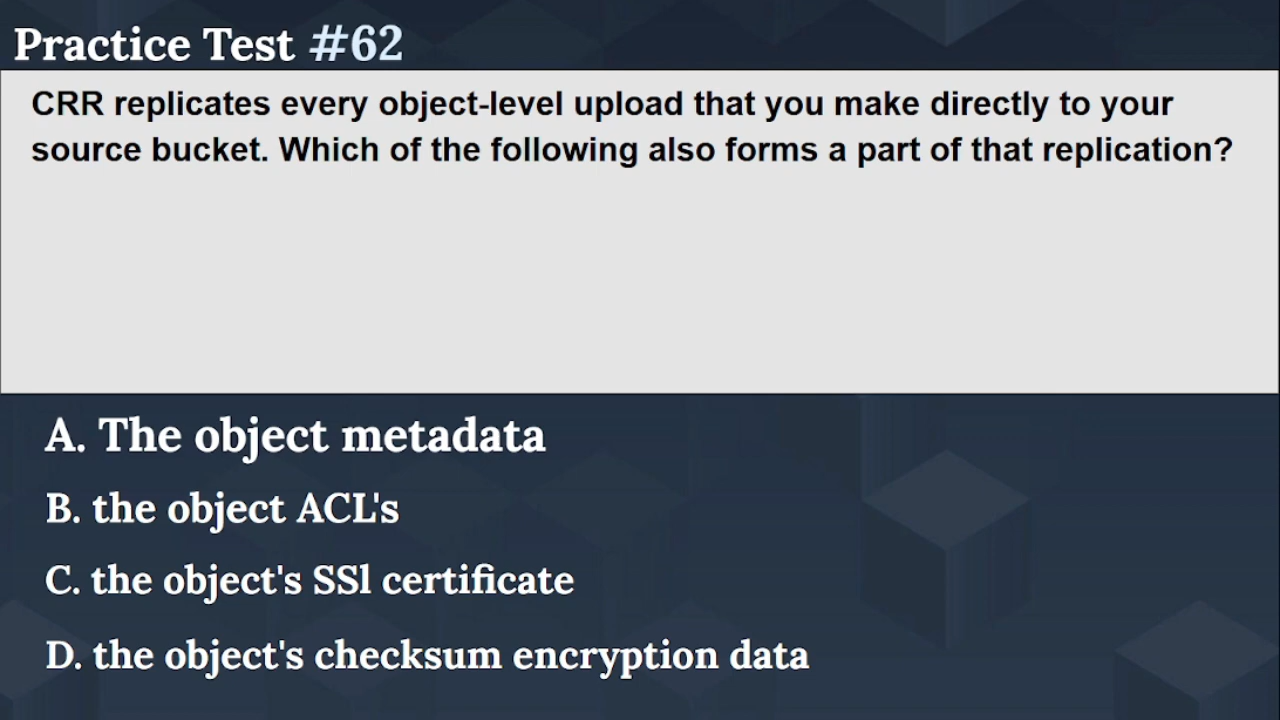 Practice Test #62
CRR replicates every object-level upload that you make directly to your
source bucket. Which of the following also forms a part of that replication?
A. The object metadata
B. the object ACL's
C. the object's SSl certificate
D. the object's checksum encryption data